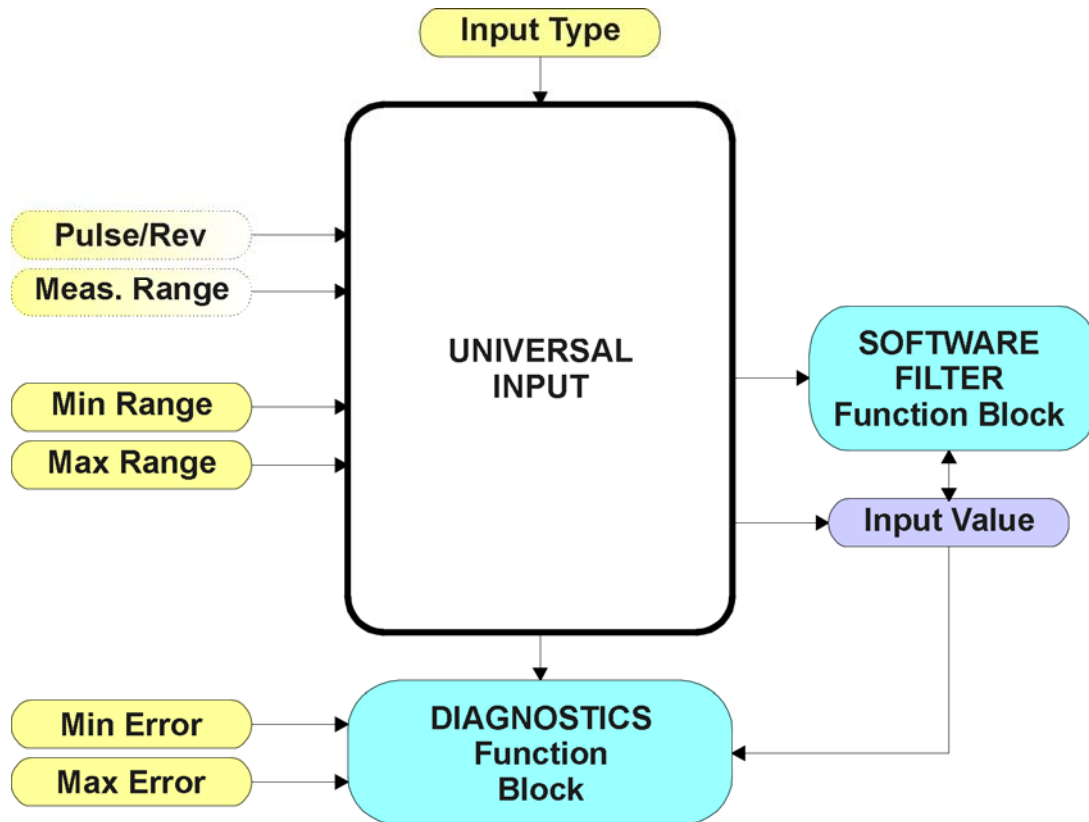 Input Type
Pulse/Rev
Meas. Range
UNIVERSAL
INPUT
Min Range
Max Range
SOFTWARE
FILTER
Function Block
Input Value
Min Error
Max Error
DIAGNOSTICS
Function
Block